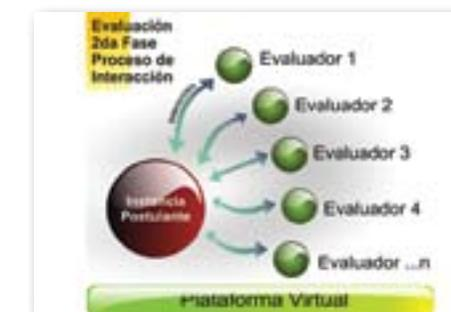 Evaluación
2da Fase
Proceso de
Interacción
Evaluador 1
Evaluador 2
Evaluador 3
Instancia
Postulante
Evaluador 4
Evaluador ...n
Plataforma Virtual